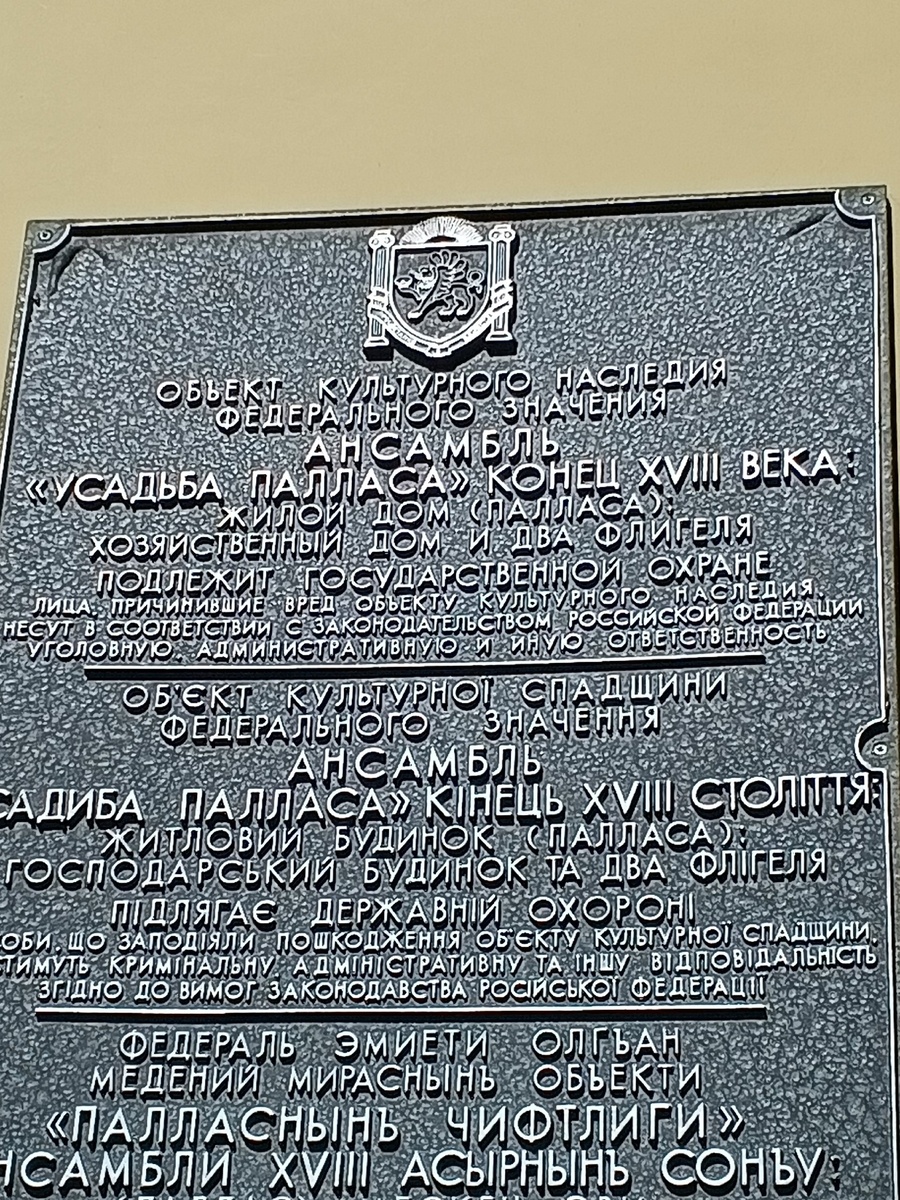 ОБЪЕКТ КУЛЬТУРНОГО НАСЛЕДИЯ
ФЕДЕРАЛЬНОГО ЗНАЧЕНИЯ
АНСАМБЛЬ
«УСАДЬБА ПАЛЛАСА» КОНЕЦ XVIII ВЕКА:
ЖИЛОЙ ДОМ (ПАЛЛАСА);
ХОЗЯЙСТВЕННЫЙ ДОМ И ДВА ФЛИГЕЛЯ
ПОДЛЕЖИТ ГОСУДАРСТВЕННОЙ ОХРАНЕ
ЛИЦА, ПРИЧИНИВШИЕ ВРЕД ОБЪЕКТУ КУЛЬТУРНОГО НАСЛЕДИЯ,
НЕСУТ В СООТВЕТСТВИИ С ЗАКОНОДАТЕЛЬСТВОМ РОССИЙСКОЙ ФЕДЕРАЦИИ
УГОЛОВНУЮ, АДМИНИСТРАТИВНУЮ И ИНУЮ ОТВЕТСТВЕННОСТЬ
ОБ'ЄКТ КУЛЬТУРНОЇ СПАДЩИНИ
ФЕДЕРАЛЬНОГО ЗНАЧЕННЯ
АНСАМБЛЬ
САДИБА ПАЛЛАСА» КІНЕЦЬ XVIII СТОЛІТТЯ:
ЖИТЛОВИЙ БУДИНОК (ПАЛЛАСА);
ГОСПОДАРСЬКИЙ БУДИНОК ТА ДВА ФЛІГЕЛЯ
ПІДЛЯГАЄ ДЕРЖАВНІЙ ОХОРОНІ
ОБИ, ЩО ЗАПОДІЯЛИ ПОШКОДЖЕННЯ ОБ'ЄКТУ КУЛЬТУРНОЇ СПАДЩИНИ,
СТИМУТЬ КРИМІНАЛЬНУ, АДМІНІСТРАТИВНУ ТА ІНШУ ВІДПОВІДАЛЬНІСТЬ
ЗГІДНО ДО ВИМОГ ЗАКОНОДАВСТВА РОСІЙСЬКОЇ ФЕДЕРАЦІЇ
ФЕДЕРАЛЬ ЭМИЕТИ ОЛГЪАН
МЕДЕНИЙ МИРАСНЫНЪ ОБЪЕКТИ
«ПАЛЛАСНЫНЪ ЧИФТЛИГИ»
НСАМБЛИ XVIII АСЫРНЫНЪ СОНЪУ: